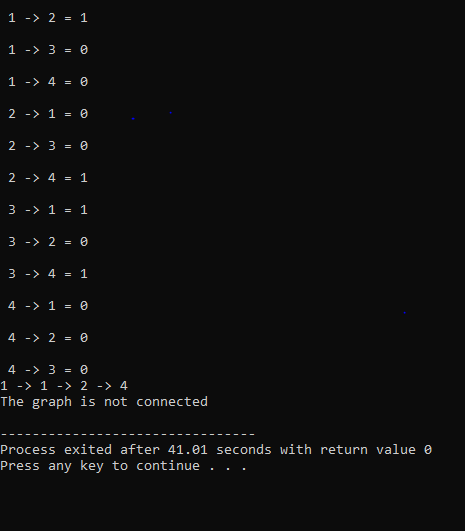 1 -> 2 = 1
1 -> 3 = 0
1 -> 4 = 0
2 -> 1 = 0
2 -> 3 = 0
2 -> 4 = 1
3 -> 1 = 1
3 -> 2 = 0
3 -> 4 = 1
4 -> 1 = 0
4 -> 2 = 0
4 -> 3 = 0
1 -> 1 -> 2 -> 4
The graph is not connected
--------------------------------
Process exited after 41.01 seconds with return value 0
Press any key to continue . . .